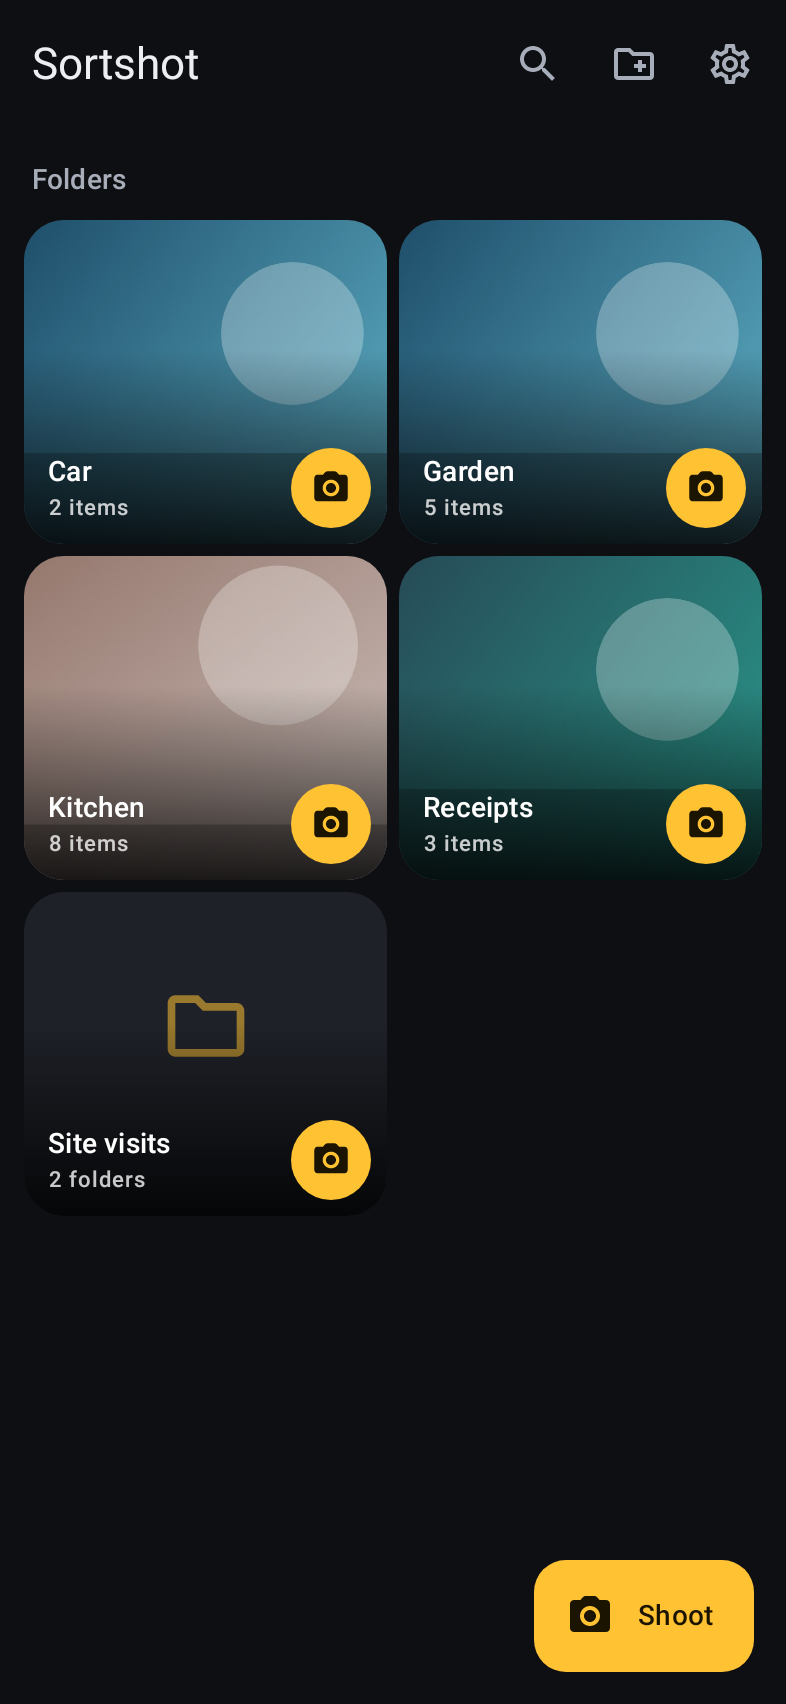 Sortshot
Folders
Car
2 items
Garden
5 items
Kitchen
8 items
Receipts
3 items
Site visits
2 folders
Shoot